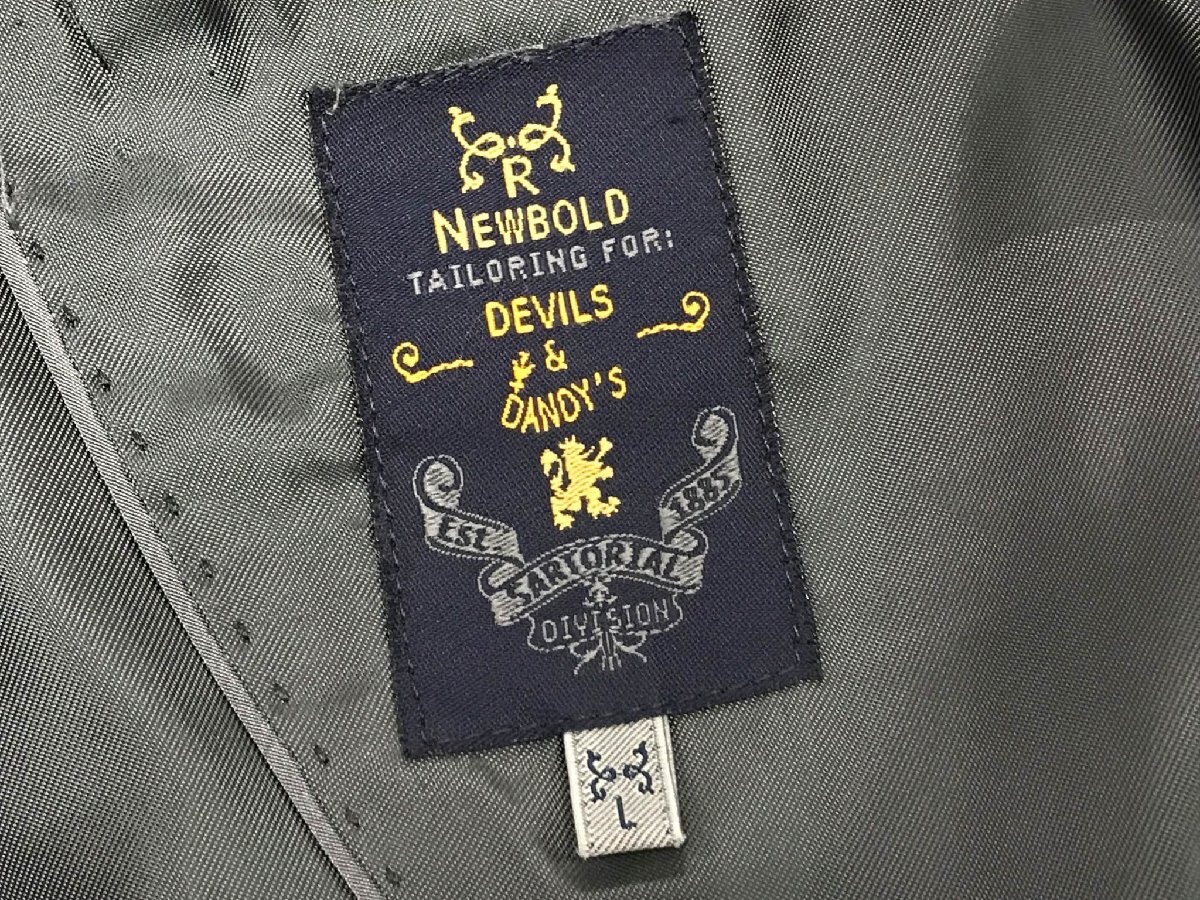 R
NEWBOLD
TAILORING FOR:
DEVILS
&
DANDY'S
EST. 1885
SARTORIAL
DIVISION
L